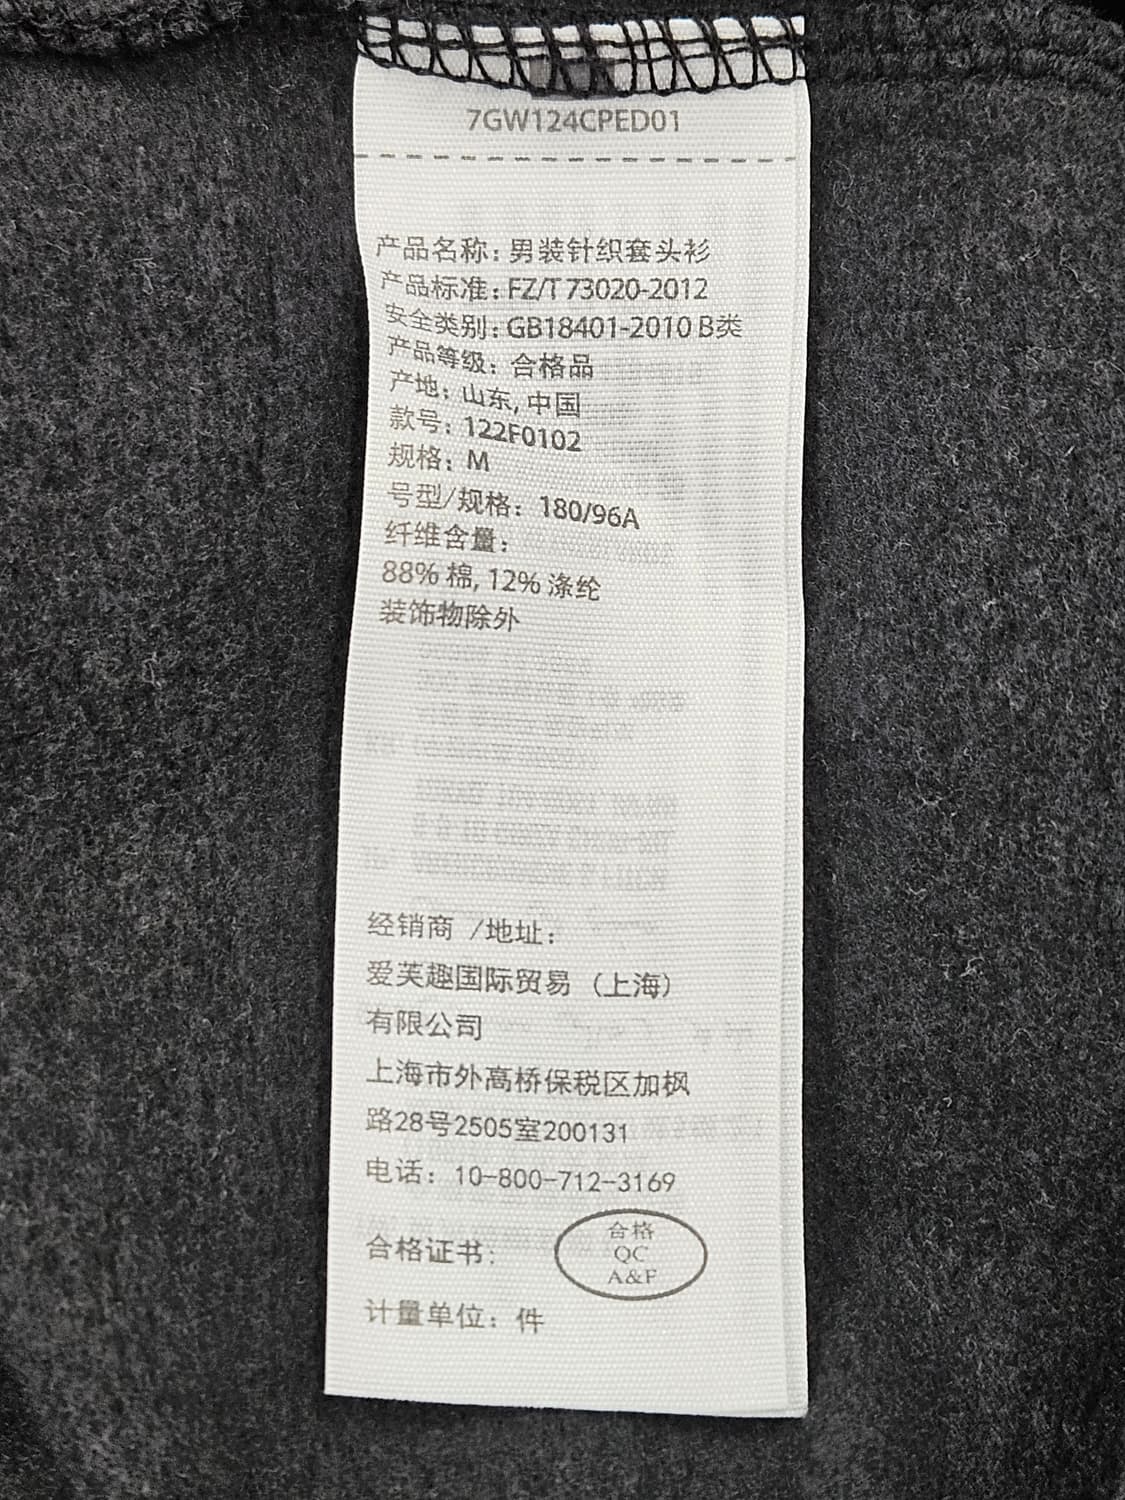 7GW124CPED01
产品名称: 男装针织套头衫
产品标准: FZ/T 73020-2012
安全类别: GB18401-2010 B类
产品等级: 合格品
产地: 山东, 中国
款号: 122F0102
规格: M
号型/规格: 180/96A
纤维含量:
88% 棉, 12% 涤纶
装饰物除外
经销商 /地址:
爱芙趣国际贸易 (上海)
有限公司
上海市外高桥保税区加枫
路28号2505室200131
电话: 10-800-712-3169
合格证书:
合格
QC
A&F
计量单位: 件